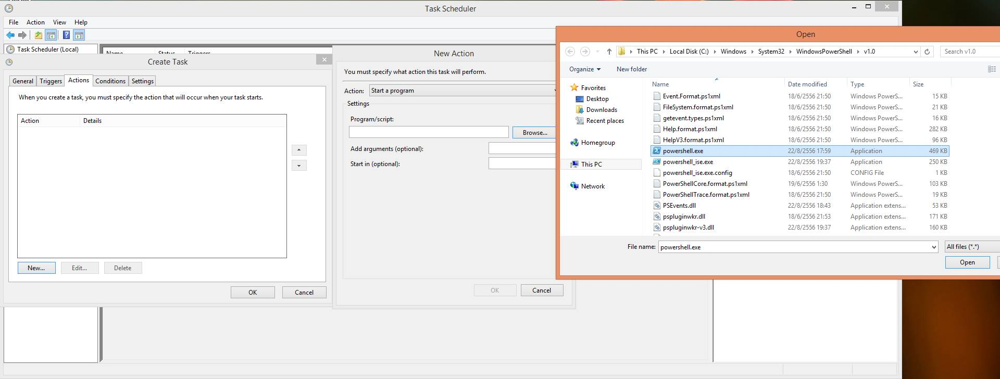 Task Scheduler
File Action View Help
Task Scheduler (Local)
Name Status Triggers
Create Task
General Triggers Actions Conditions Settings
When you create a task, you must specify the action that will occur when your task starts.
Action Details
New... Edit... Delete
OK Cancel
New Action
You must specify what action this task will perform.
Action: Start a program
Settings
Program/script:
Browse...
Add arguments (optional):
Start in (optional):
OK Cancel
Open
This PC Local Disk (C:) Windows System32 WindowsPowerShell v1.0
Search v1.0
Organize New folder
Favorites
Desktop
Downloads
Recent places
Homegroup
This PC
Network
Name Date modified Type Size
Event.Format.ps1xml 18/6/2556 21:50 Windows PowerS... 15 KB
FileSystem.format.ps1xml 18/6/2556 21:50 Windows PowerS... 21 KB
getevent.types.ps1xml 18/6/2556 21:50 Windows PowerS... 16 KB
Help.format.ps1xml 18/6/2556 21:50 Windows PowerS... 282 KB
HelpV3.format.ps1xml 18/6/2556 21:50 Windows PowerS... 96 KB
powershell.exe 22/8/2556 17:59 Application 469 KB
powershell_ise.exe 22/8/2556 19:37 Application 250 KB
powershell_ise.exe.config 18/6/2556 21:50 CONFIG File 1 KB
PowerShellCore.format.ps1xml 19/6/2556 1:30 Windows PowerS... 103 KB
PowerShellTrace.format.ps1xml 18/6/2556 21:50 Windows PowerS... 19 KB
PSEvents.dll 22/8/2556 18:43 Application extens... 53 KB
pspluginwkr.dll 18/6/2556 21:53 Application extens... 171 KB
pspluginwkr-v3.dll 22/8/2556 19:37 Application extens... 160 KB
File name: powershell.exe All files (*.*)
Open